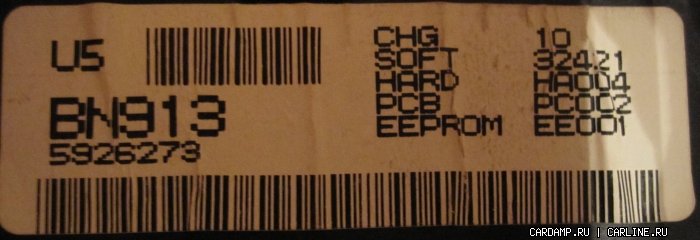 U5
BN913
5926273
CHG 10
SOFT 32421
HARD HA004
PCB PC002
EEPROM EE001
CARDAMP.RU | CARLINE.RU